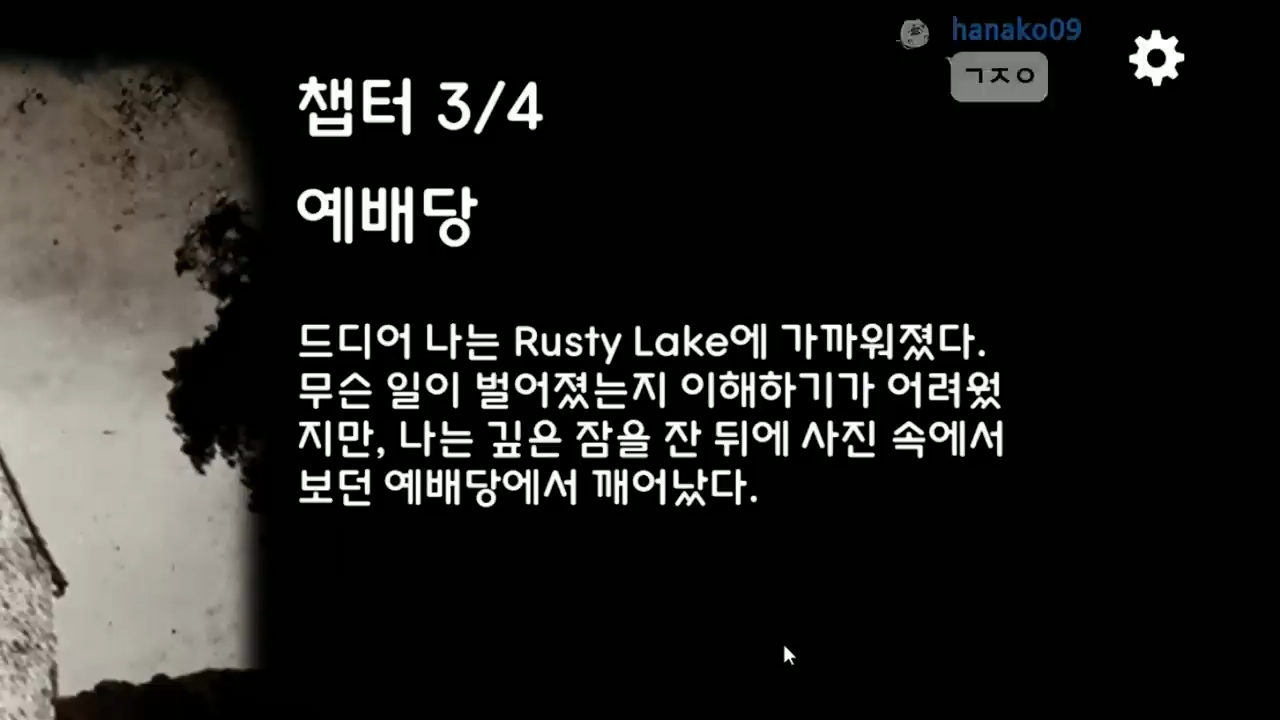 hanako09
ㄱㅈㅇ
챕터 3/4
예배당
드디어 나는 Rusty Lake에 가까워졌다.
무슨 일이 벌어졌는지 이해하기가 어려웠
지만, 나는 깊은 잠을 잔 뒤에 사진 속에서
보던 예배당에서 깨어났다.